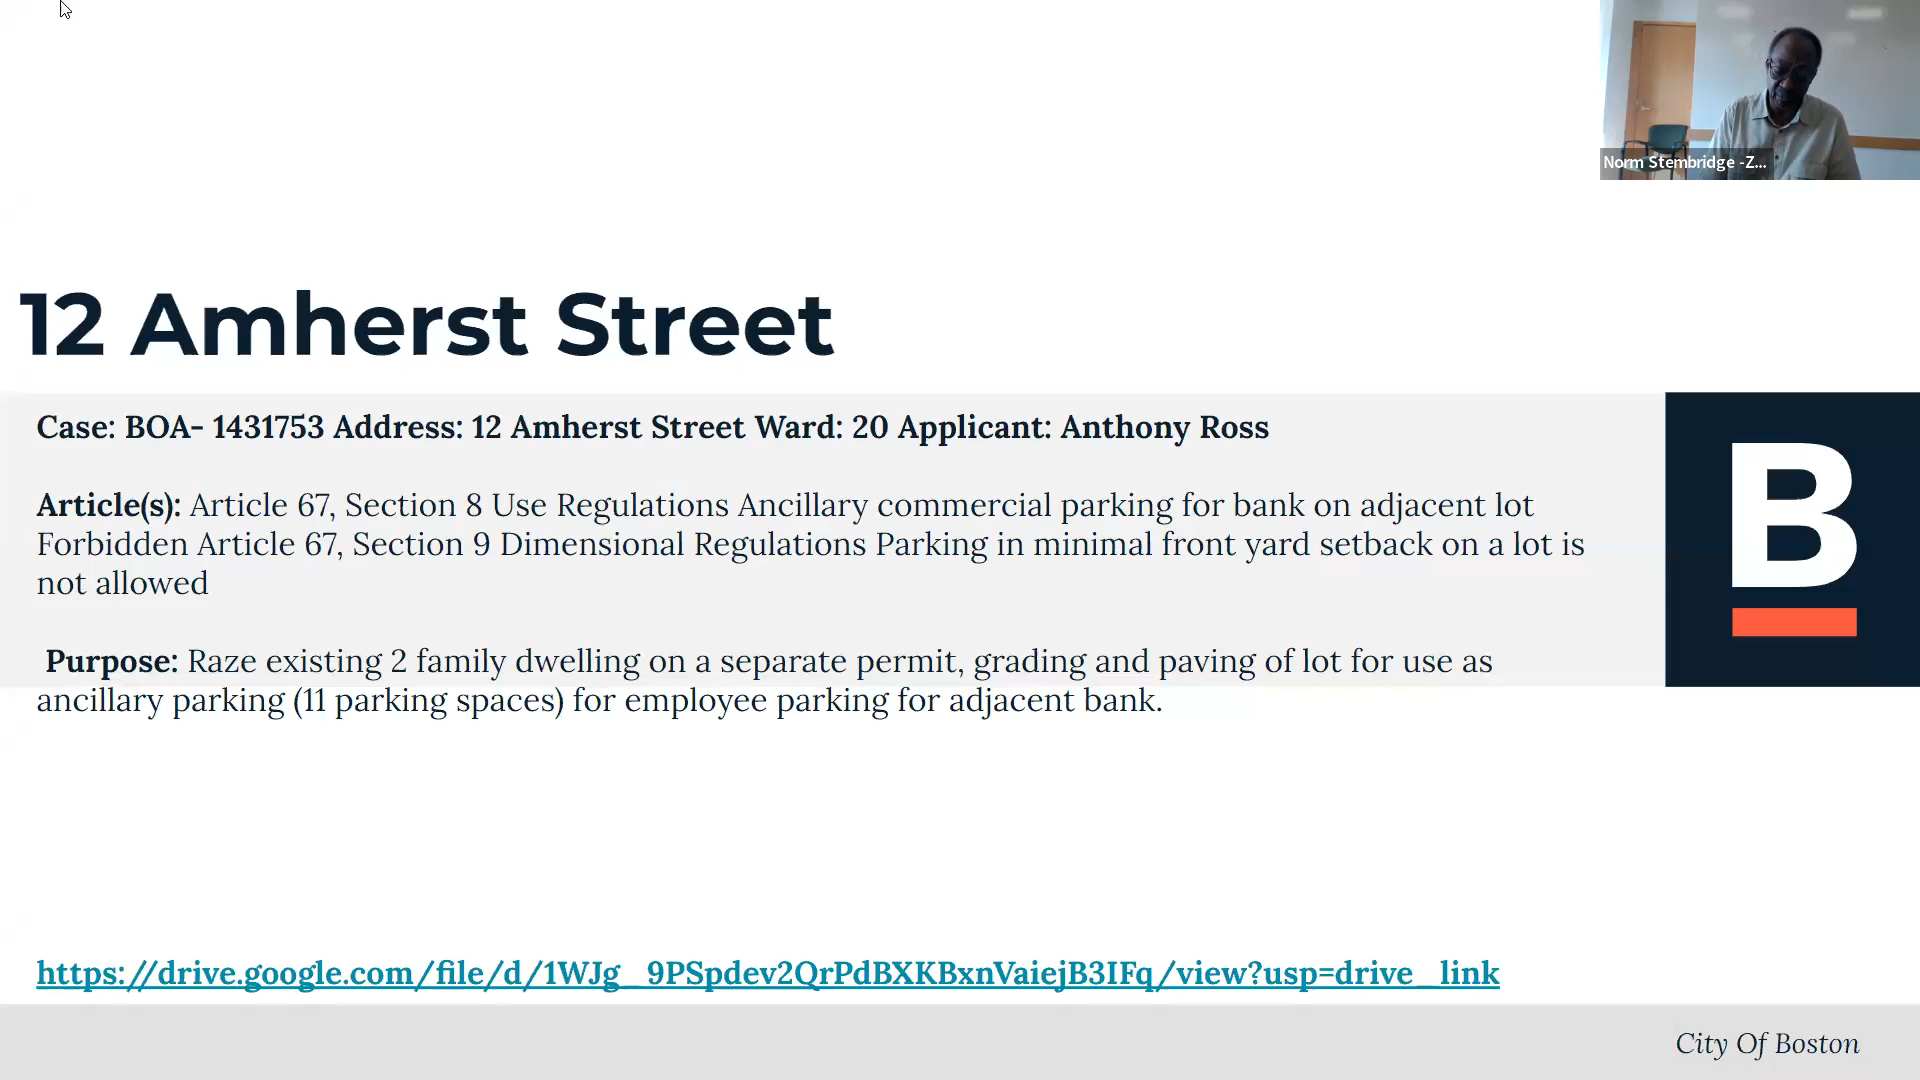 Norm Stembridge -Z...
12 Amherst Street
Case: BOA- 1431753 Address: 12 Amherst Street Ward: 20 Applicant: Anthony Ross
Article(s): Article 67, Section 8 Use Regulations Ancillary commercial parking for bank on adjacent lot
Forbidden Article 67, Section 9 Dimensional Regulations Parking in minimal front yard setback on a lot is
not allowed
Purpose: Raze existing 2 family dwelling on a separate permit, grading and paving of lot for use as
ancillary parking (11 parking spaces) for employee parking for adjacent bank.
B
https://drive.google.com/file/d/1WJg_9PSpdev2QrPdBXKBxnVaiejB3IFq/view?usp=drive_link
City Of Boston